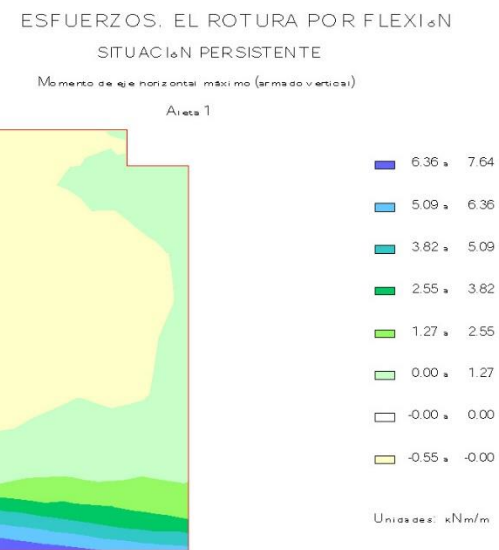 ESFUERZOS. EL ROTURA POR FLEXIóN
SITUACIóN PERSISTENTE
Momento de eje horizontal máximo (armado vertical)
Aleta 1
6.36 a 7.64
5.09 a 6.36
3.82 a 5.09
2.55 a 3.82
1.27 a 2.55
0.00 a 1.27
-0.00 a 0.00
-0.55 a -0.00
Unidades: kNm/m